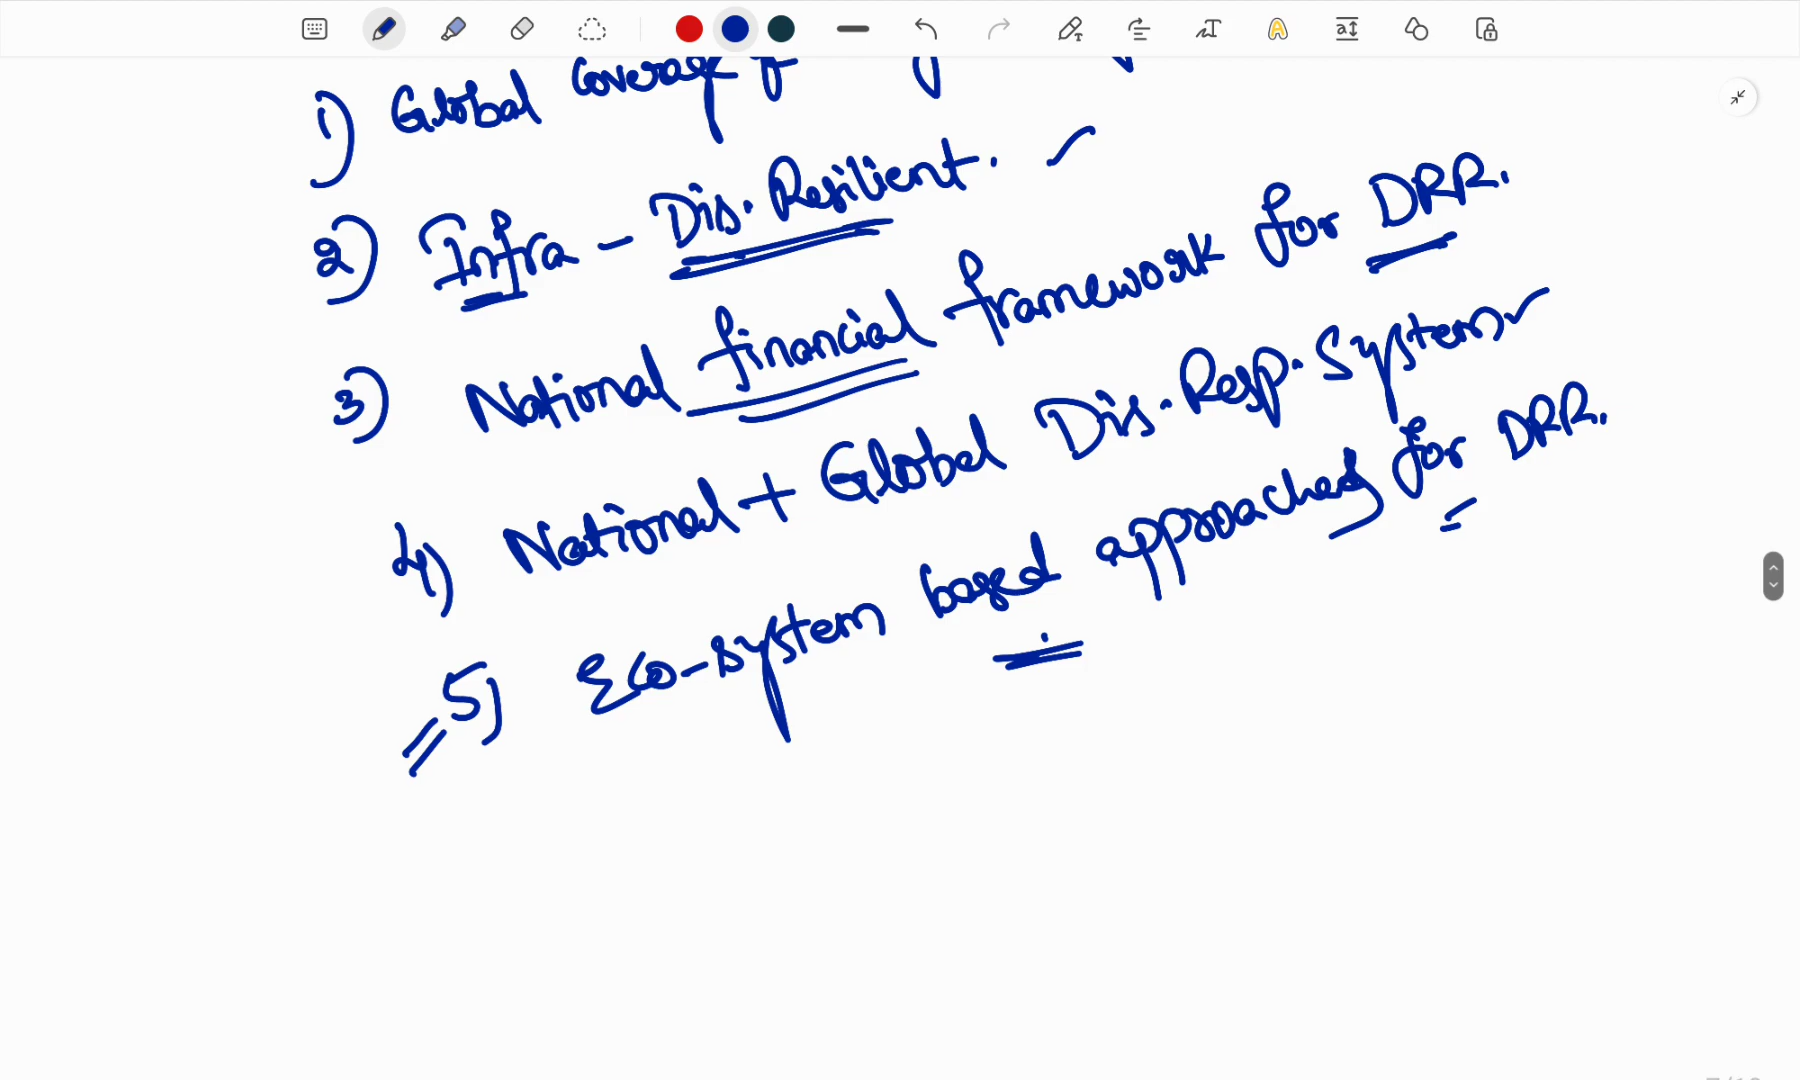 1) Global Coverage of
2) Infra - Dis. Resilient.
3) National financial framework for DRR.
4) National + Global Dis. Resp. System
5) Eco-system based approaches for DRR.